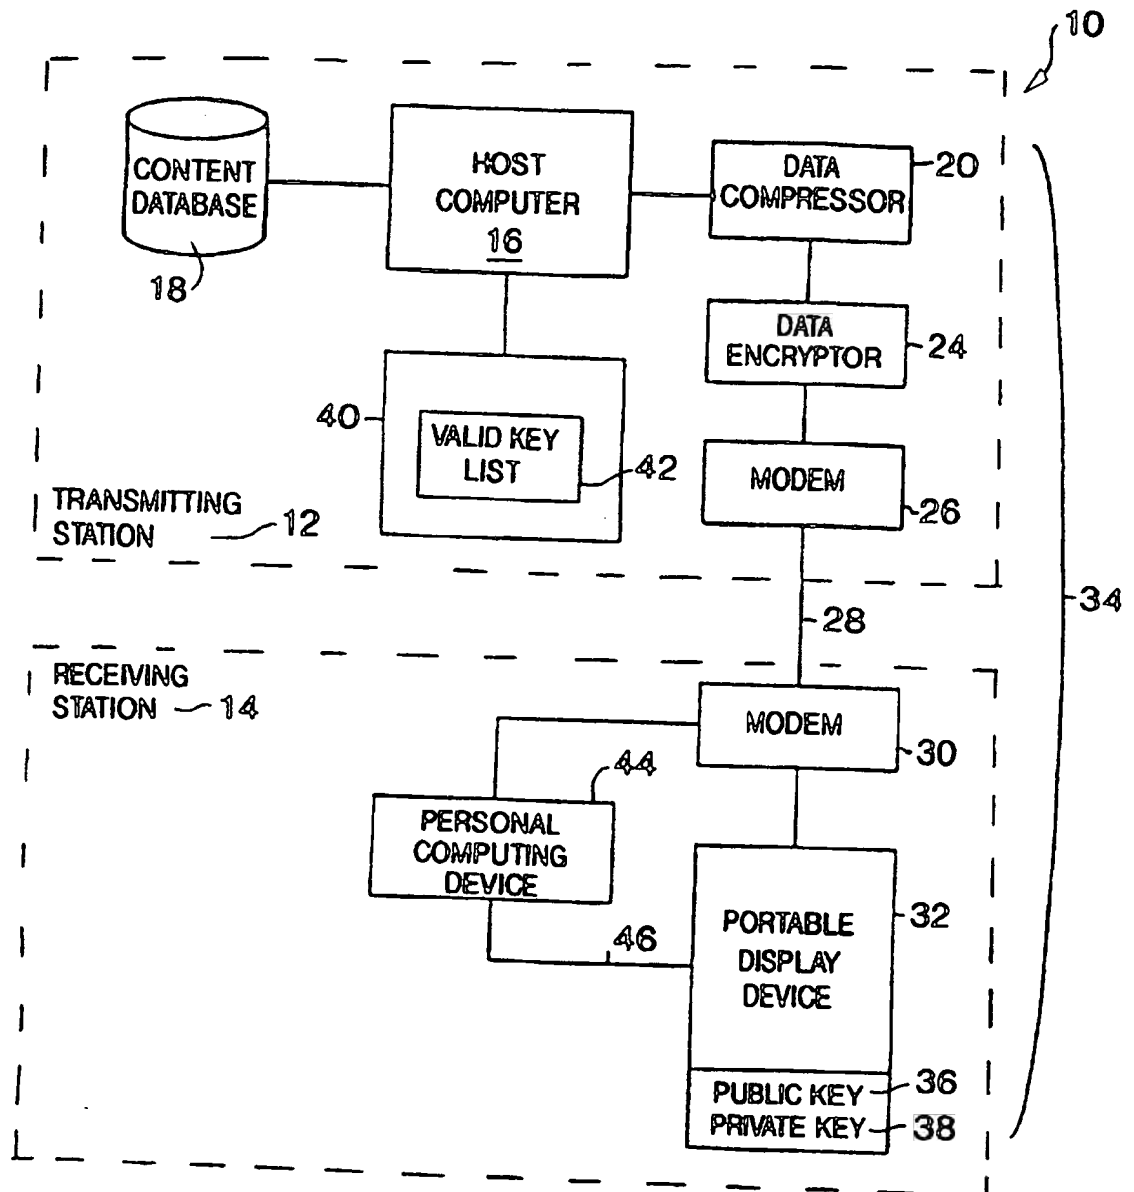 10
CONTENT
DATABASE
18
HOST
COMPUTER
16
DATA
COMPRESSOR
20
DATA
ENCRYPTOR
24
40
VALID KEY
LIST
42
MODEM
26
TRANSMITTING
STATION
12
28
34
RECEIVING
STATION
14
MODEM
30
44
PERSONAL
COMPUTING
DEVICE
46
PORTABLE
DISPLAY
DEVICE
32
PUBLIC KEY
36
PRIVATE KEY
38